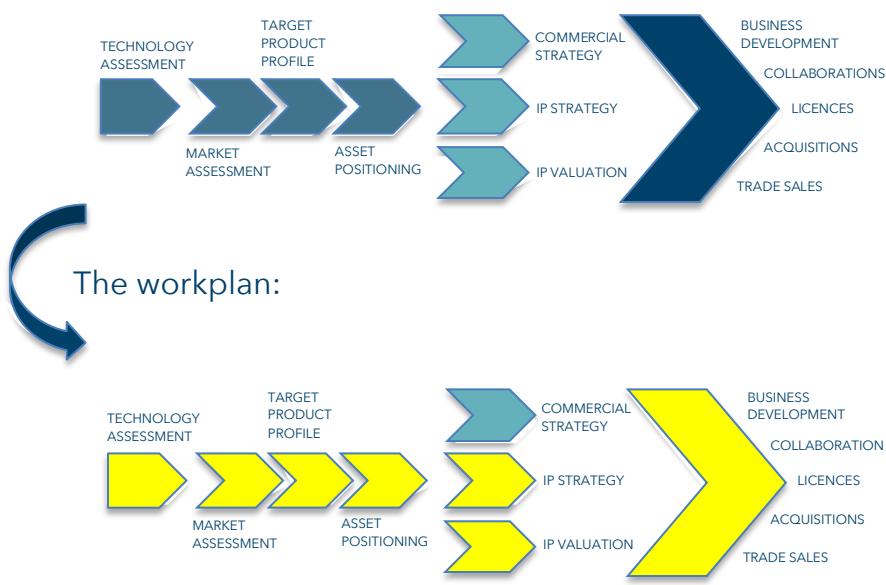 TECHNOLOGY
ASSESSMENT
MARKET
ASSESSMENT
TARGET
PRODUCT
PROFILE
ASSET
POSITIONING
COMMERCIAL
STRATEGY
IP STRATEGY
IP VALUATION
BUSINESS
DEVELOPMENT
COLLABORATIONS
LICENCES
ACQUISITIONS
TRADE SALES
The workplan:
TECHNOLOGY
ASSESSMENT
MARKET
ASSESSMENT
TARGET
PRODUCT
PROFILE
ASSET
POSITIONING
COMMERCIAL
STRATEGY
IP STRATEGY
IP VALUATION
BUSINESS
DEVELOPMENT
COLLABORATION
LICENCES
ACQUISITIONS
TRADE SALES